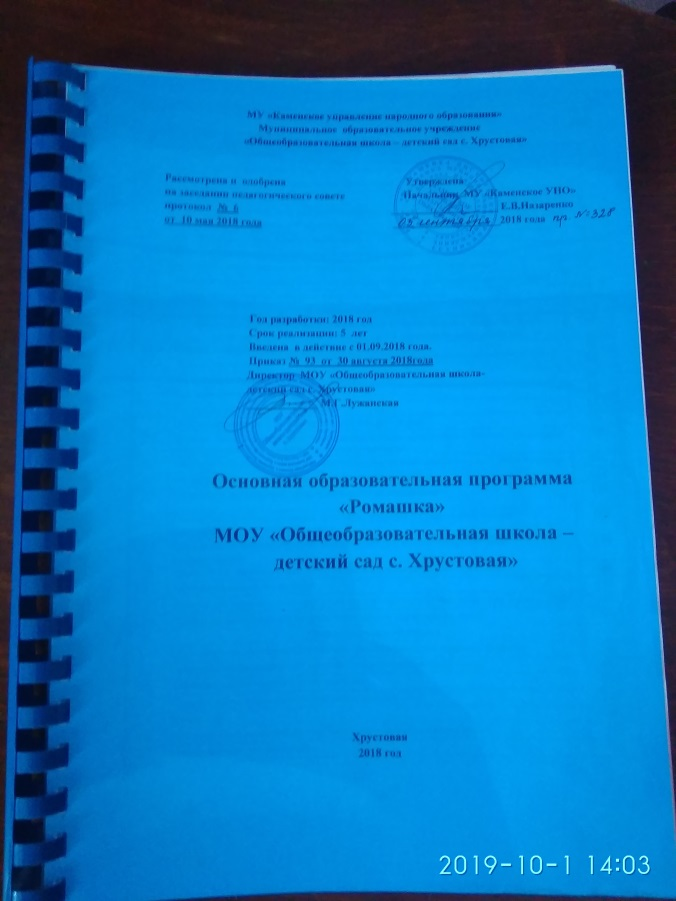 МУ «Каменское управление народного образования»
Муниципальное образовательное учреждение
«Общеобразовательная школа – детский сад с. Хрустовая»
Рассмотрена и одобрена
на заседании педагогического совета
протокол № 6
от 10 мая 2018 года
Утверждена
Начальник МУ «Каменское УНО»
Е.В.Назаренко
сентября 2018 года пр. №328
Год разработки: 2018 год
Срок реализации: 5 лет
Введена в действие с 01.09.2018 года.
Приказ № 93 от 30 августа 2018года
Директор МОУ «Общеобразовательная школа-
детский сад с. Хрустовая»
М.Г.Лужанская
Основная образовательная программа
«Ромашка»
МОУ «Общеобразовательная школа –
детский сад с. Хрустовая»
Хрустовая
2018 год
2019-10-1 14:03